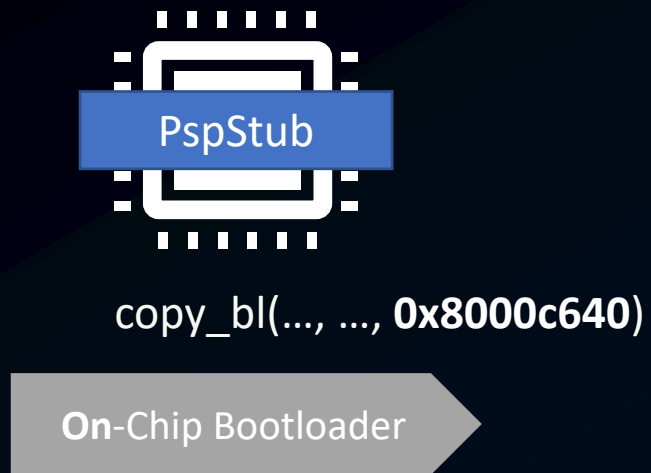 PspStub
copy_bl(…, …, 0x8000c640)
On-Chip Bootloader